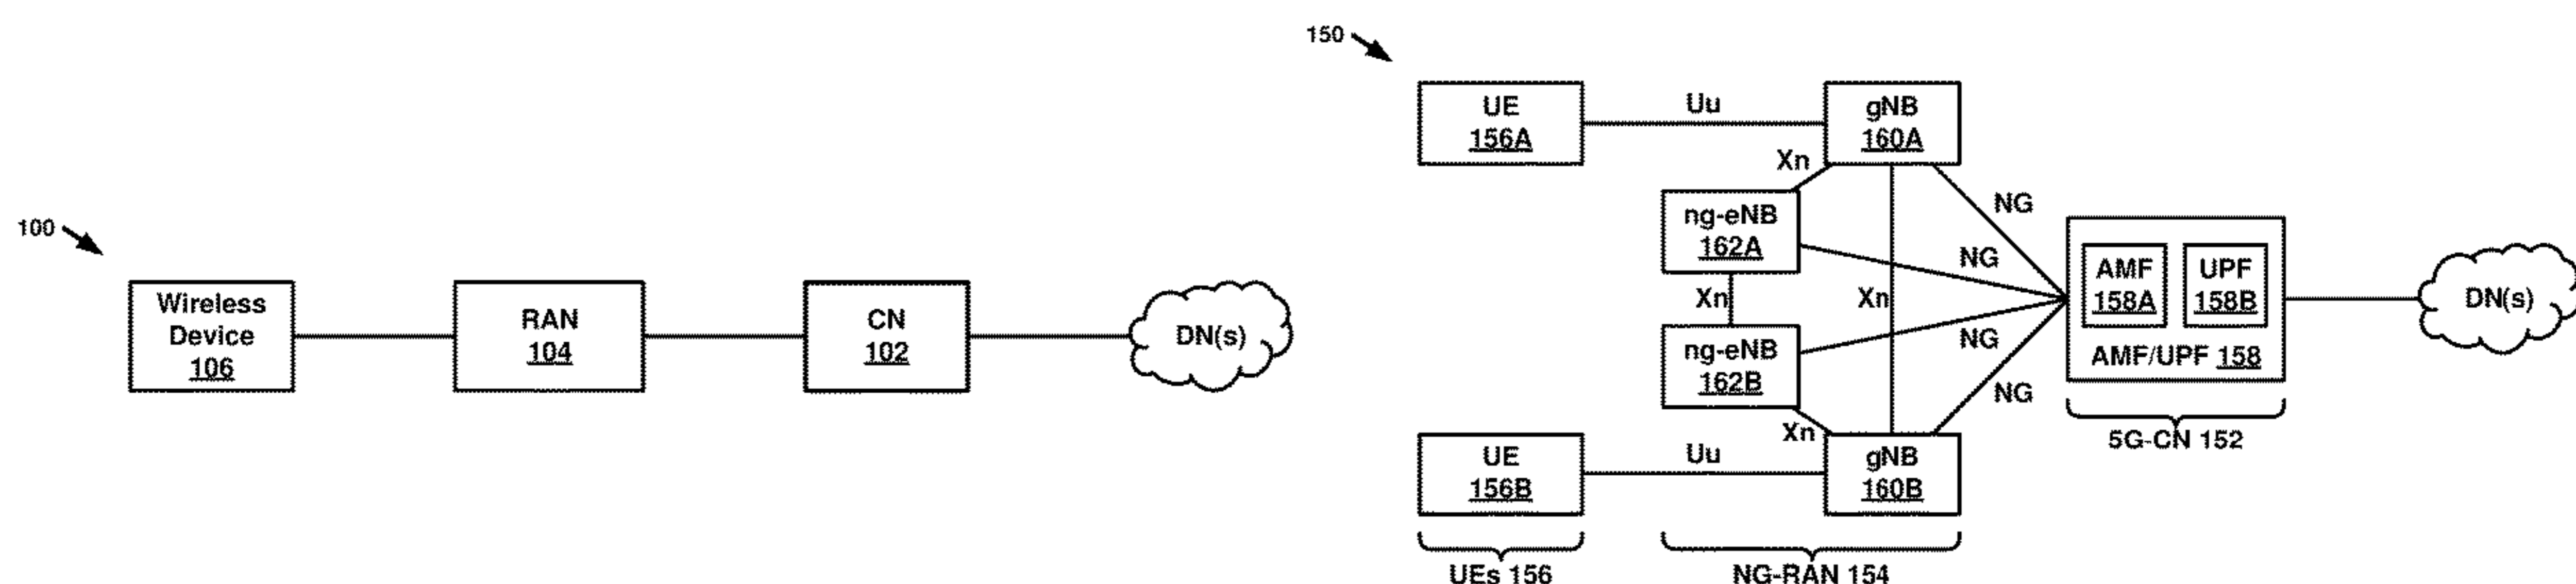 100
Wireless
Device
106
RAN
104
CN
102
DN(s)
150
UE
156A
Uu
gNB
160A
Xn
ng-eNB
162A
NG
NG
Xn
Xn
ng-eNB
162B
NG
NG
Xn
UE
156B
Uu
gNB
160B
AMF
158A
UPF
158B
AMF/UPF 158
DN(s)
5G-CN 152
UEs 156
NG-RAN 154